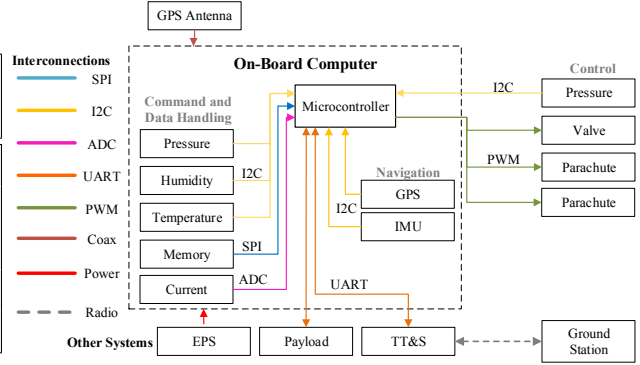 GPS Antenna
Interconnections
SPI
I2C
ADC
UART
PWM
Coax
Power
Radio
On-Board Computer
Command and
Data Handling
Microcontroller
Pressure
Humidity
Temperature
Memory
Current
I2C
SPI
ADC
Navigation
GPS
IMU
I2C
UART
Control
I2C
Pressure
Valve
PWM
Parachute
Parachute
Other Systems
EPS
Payload
TT&S
Ground
Station